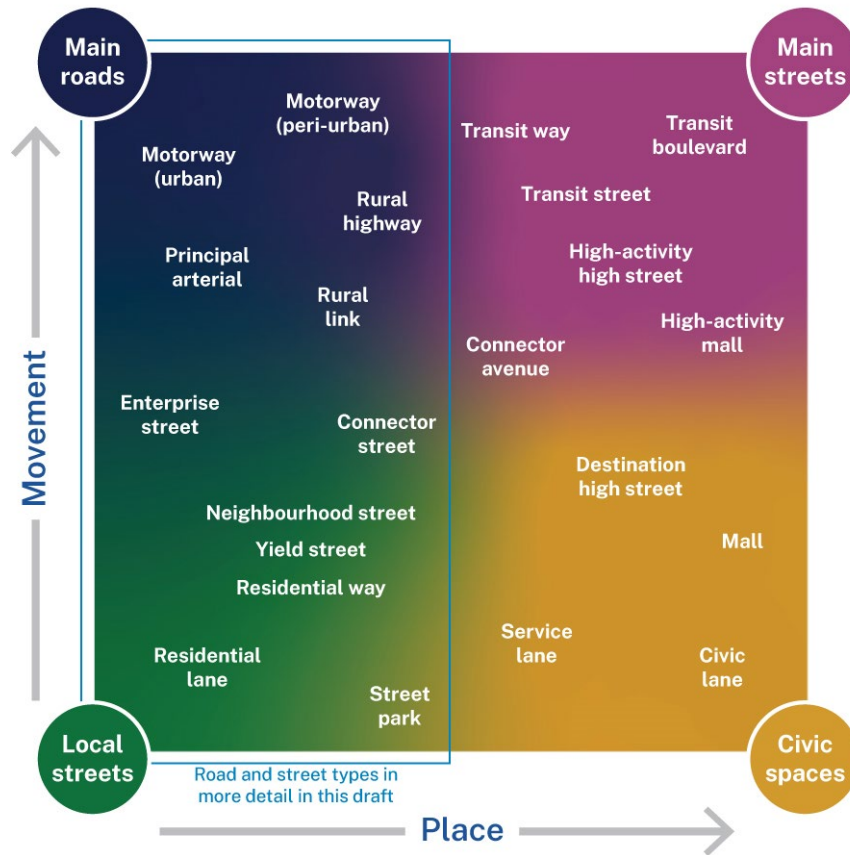 Main
roads
Main
streets
Motorway
(peri-urban)
Transit way
Transit
boulevard
Motorway
(urban)
Rural
highway
Transit street
Principal
arterial
High-activity
high street
Rural
link
High-activity
mall
Connector
avenue
Enterprise
street
Connector
street
Destination
high street
Neighbourhood street
Yield street
Mall
Residential way
Service
lane
Residential
lane
Civic
lane
Street
park
Movement
Local
streets
Civic
spaces
Road and street types in
more detail in this draft
Place